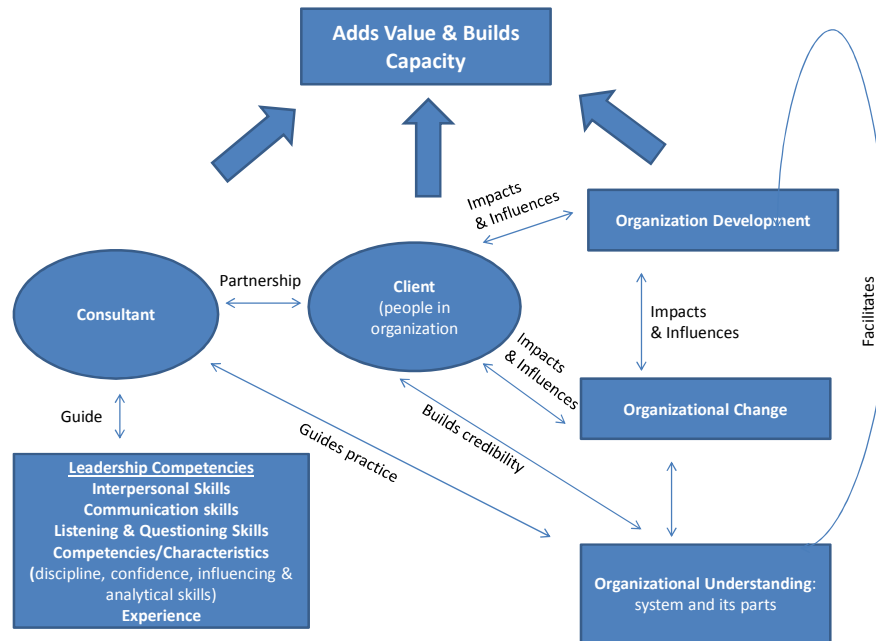 Adds Value & Builds
Capacity
Impacts
& Influences
Organization Development
Partnership
Client
(people in
organization
Consultant
Impacts
& Influences
Facilitates
Impacts
& Influences
Organizational Change
Guide
Builds credibility
Guides practice
Leadership Competencies
Interpersonal Skills
Communication skills
Listening & Questioning Skills
Competencies/Characteristics
(discipline, confidence, influencing &
analytical skills)
Experience
Organizational Understanding:
system and its parts